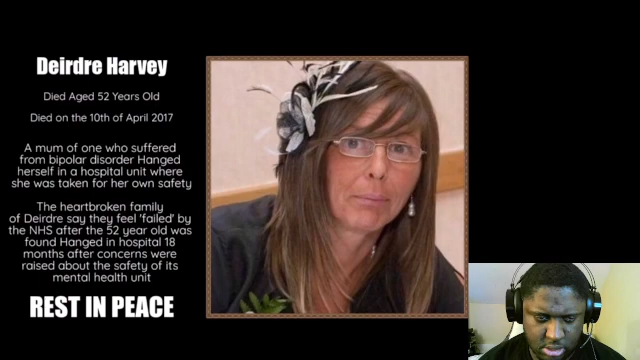 Deirdre Harvey
Died Aged 52 Years Old
Died on the 10th of April 2017
A mum of one who suffered
from bipolar disorder Hanged
herself in a hospital unit where
she was taken for her own safety
The heartbroken family
of Deirdre say they feel 'failed' by
the NHS after the 52 year old was
found Hanged in hospital 18
months after concerns were
raised about the safety of its
mental health unit
REST IN PEACE